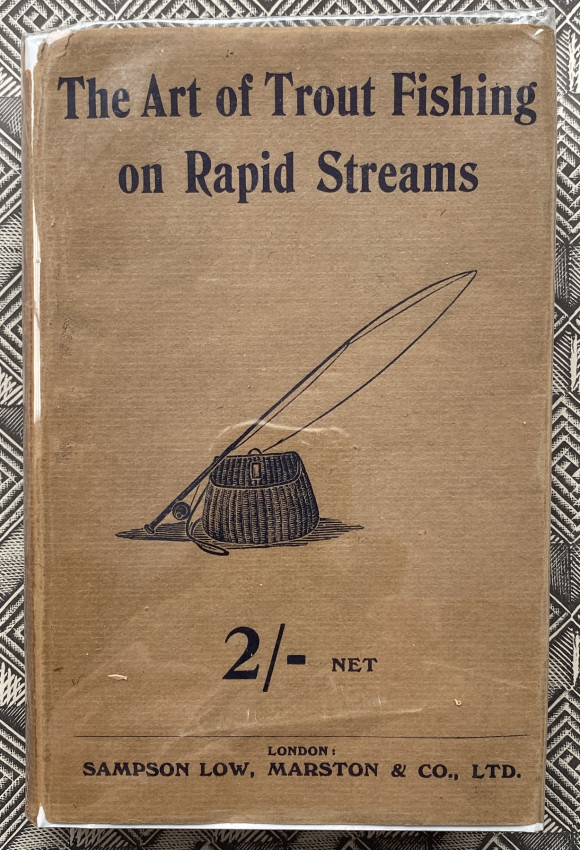 The Art of Trout Fishing
on Rapid Streams
2/- NET
LONDON:
SAMPSON LOW, MARSTON & CO., LTD.